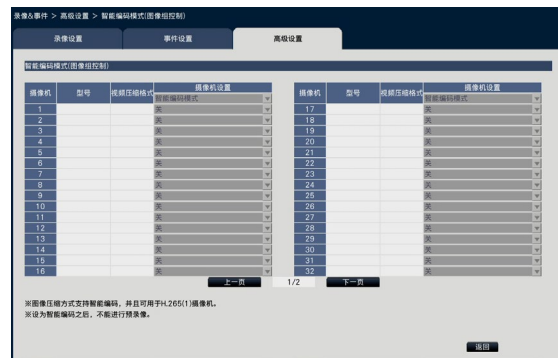 录像&事件 > 高级设置 > 智能编码模式(图像组控制)
录像设置 事件设置 高级设置
智能编码模式(图像组控制)
摄像机 型号 视频压缩格式 摄像机设置 摄像机 型号 视频压缩格式 摄像机设置
智能编码模式 智能编码模式
1 关 17 关
2 关 18 关
3 关 19 关
4 关 20 关
5 关 21 关
6 关 22 关
7 关 23 关
8 关 24 关
9 关 25 关
10 关 26 关
11 关 27 关
12 关 28 关
13 关 29 关
14 关 30 关
15 关 31 关
16 关 32 关
上一页 1/2 下一页
※图像压缩方式支持智能编码，并且可用于H.265(1)摄像机。
※设为智能编码之后，不能进行预录像。
返回